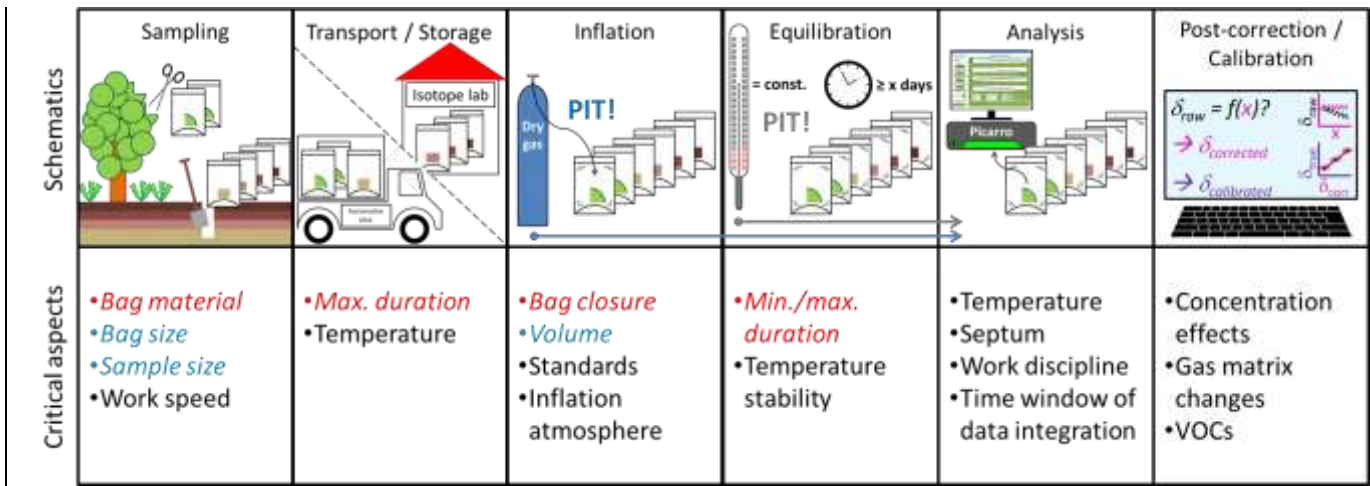 Schematics
Sampling
Transport / Storage
Isotope lab
Inflation
PIT!
Dry
gas
Equilibration
= const.
≥ x days
PIT!
Analysis
Picarro
Post-correction /
Calibration
δraw = f(x)?
→ δcorrected
→ δcalibrated
δraw
x
δcorr
Critical aspects
•Bag material
•Bag size
•Sample size
•Work speed
•Max. duration
•Temperature
•Bag closure
•Volume
•Standards
•Inflation
atmosphere
•Min./max.
duration
•Temperature
stability
•Temperature
•Septum
•Work discipline
•Time window of
data integration
•Concentration
effects
•Gas matrix
changes
•VOCs